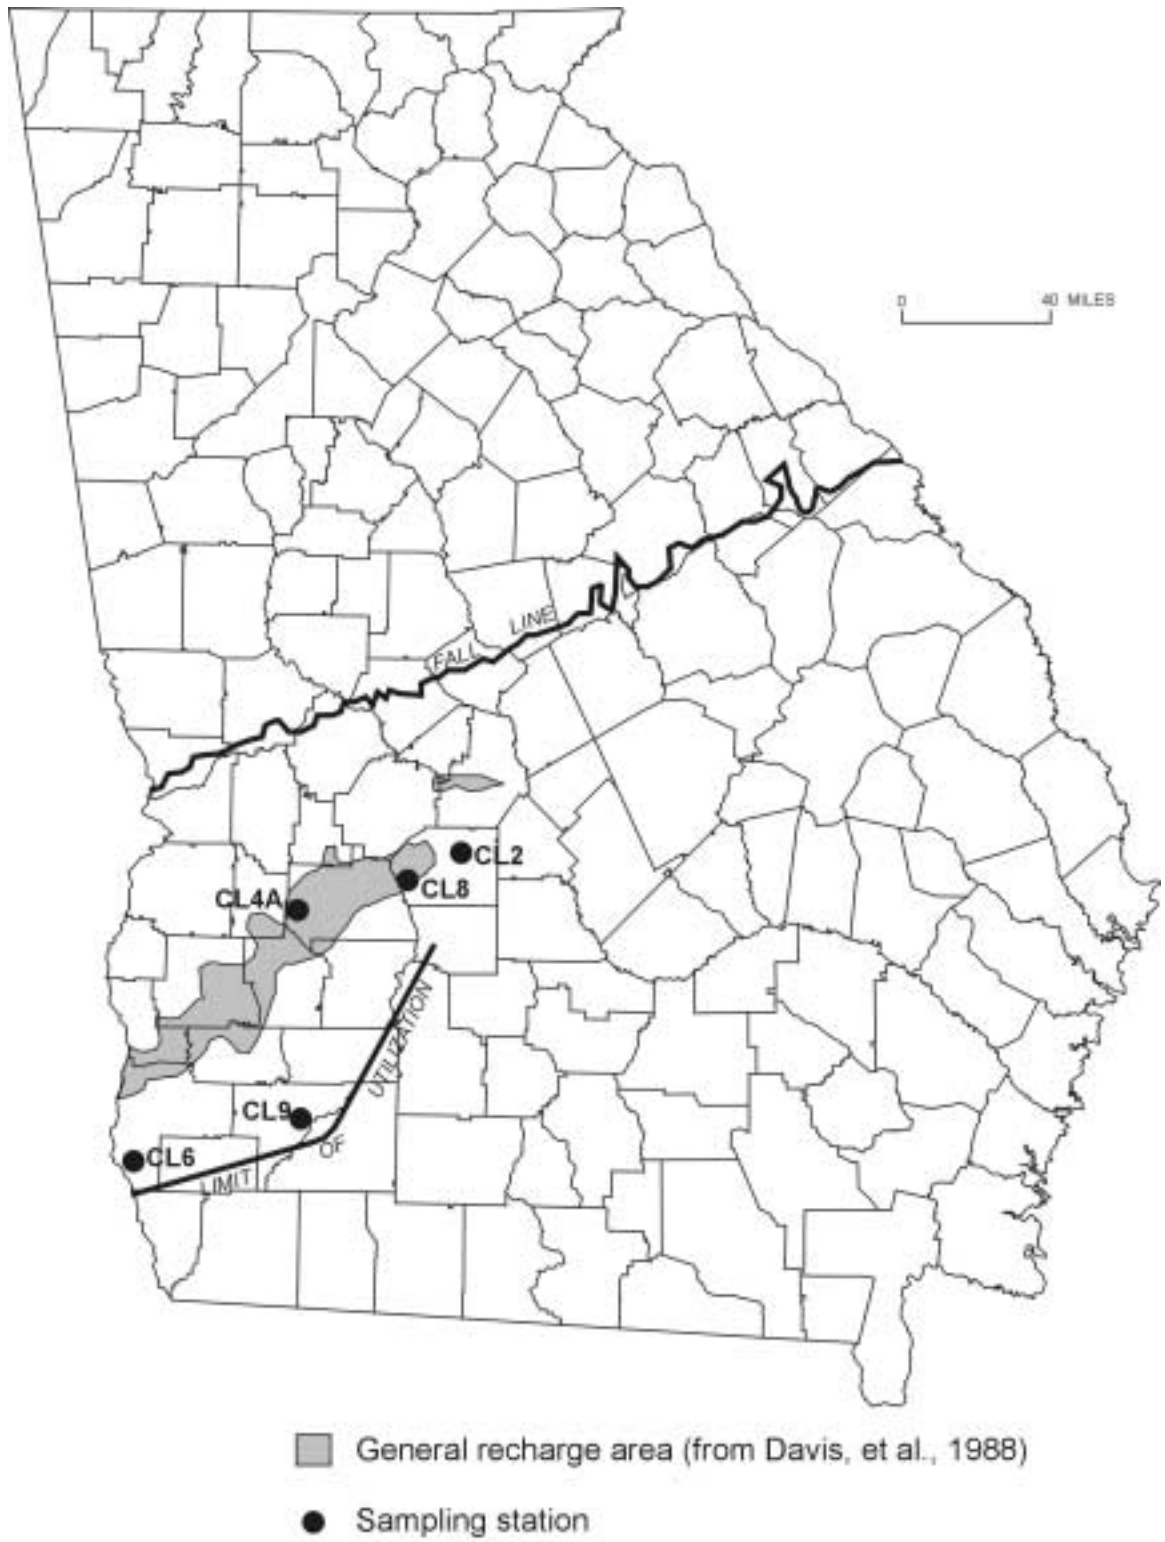 0 40 MILES
FALL LINE
CL2
CL8
CL4A
UTILIZATION
CL9
OF
CL6
LIMIT
General recharge area (from Davis, et al., 1988)
Sampling station